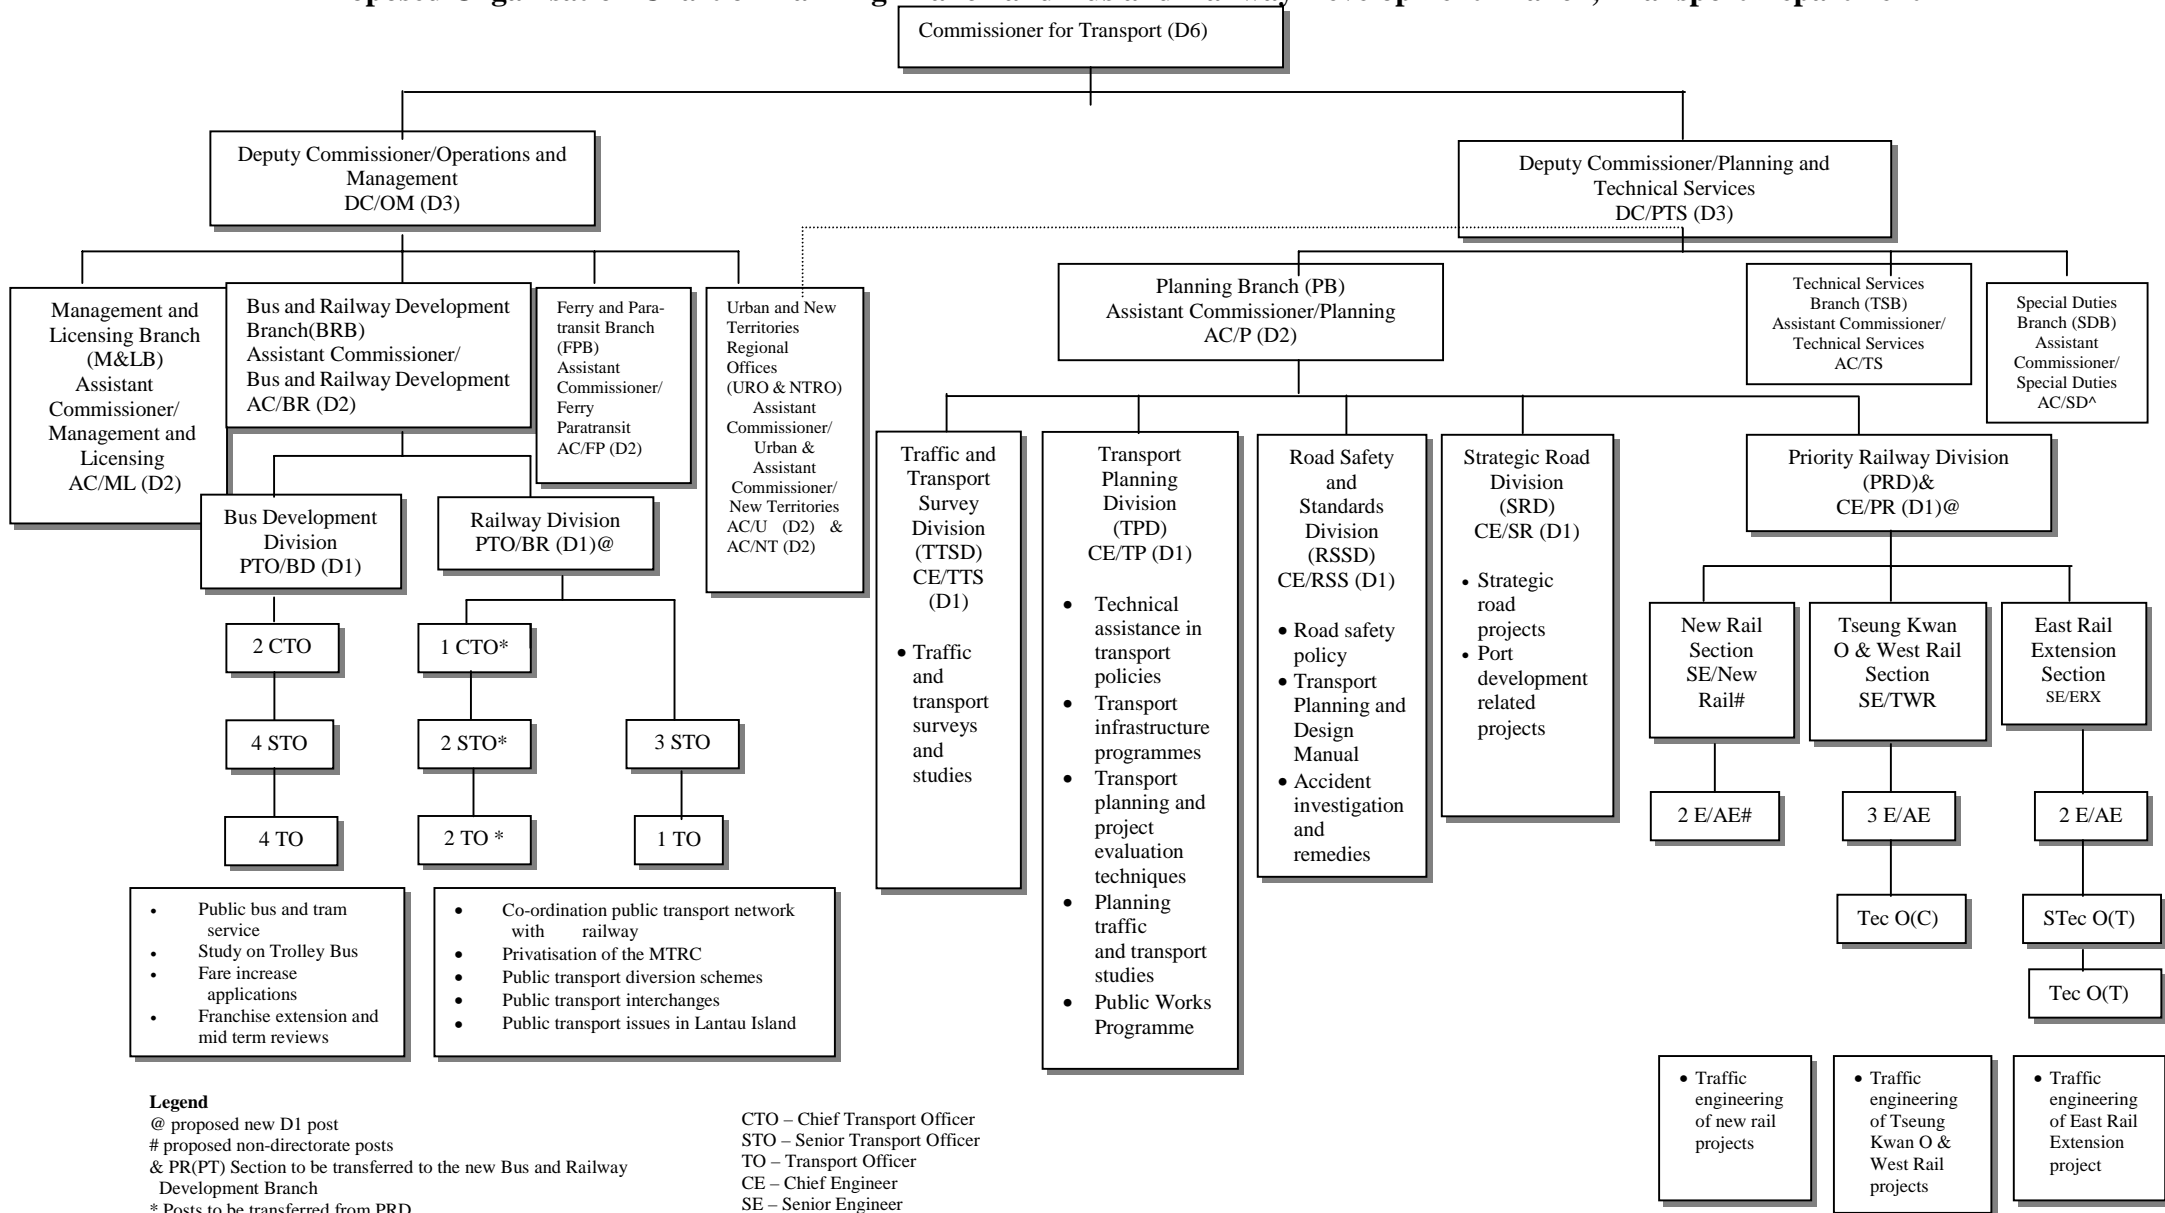 Commissioner for Transport (D6)
Deputy Commissioner/Operations and
Management
DC/OM (D3)
Deputy Commissioner/Planning and
Technical Services
DC/PTS (D3)
Management and
Licensing Branch
(M&LB)
Assistant
Commissioner/
Management and
Licensing
AC/ML (D2)
Bus and Railway Development
Branch(BRB)
Assistant Commissioner/
Bus and Railway Development
AC/BR (D2)
Ferry and Para-
transit Branch
(FPB)
Assistant
Commissioner/
Ferry
Paratransit
AC/FP (D2)
Urban and New
Territories
Regional
Offices
(URO & NTRO)
Assistant
Commissioner/
Urban &
Assistant
Commissioner/
New Territories
AC/U (D2) &
AC/NT (D2)
Planning Branch (PB)
Assistant Commissioner/Planning
AC/P (D2)
Technical Services
Branch (TSB)
Assistant Commissioner/
Technical Services
AC/TS
Special Duties
Branch (SDB)
Assistant
Commissioner/
Special Duties
AC/SD^
Bus Development
Division
PTO/BD (D1)
Railway Division
PTO/BR (D1)@
Traffic and
Transport
Survey
Division
(TTSD)
CE/TTS
(D1)
• Traffic
and
transport
surveys
and
studies
Transport
Planning
Division
(TPD)
CE/TP (D1)
• Technical
assistance in
transport
policies
• Transport
infrastructure
programmes
• Transport
planning and
project
evaluation
techniques
• Planning
traffic
and transport
studies
• Public Works
Programme
Road Safety
and
Standards
Division
(RSSD)
CE/RSS (D1)
• Road safety
policy
• Transport
Planning and
Design
Manual
• Accident
investigation
and
remedies
Strategic Road
Division
(SRD)
CE/SR (D1)
• Strategic
road
projects
• Port
development
related
projects
Priority Railway Division
(PRD)&
CE/PR (D1)@
New Rail
Section
SE/New
Rail#
Tseung Kwan
O & West Rail
Section
SE/TWR
East Rail
Extension
Section
SE/ERX
2 CTO
1 CTO*
4 STO
2 STO*
3 STO
4 TO
2 TO *
1 TO
2 E/AE#
3 E/AE
2 E/AE
Tec O(C)
STec O(T)
Tec O(T)
• Public bus and tram
service
• Study on Trolley Bus
• Fare increase
applications
• Franchise extension and
mid term reviews
• Co-ordination public transport network
with railway
• Privatisation of the MTRC
• Public transport diversion schemes
• Public transport interchanges
• Public transport issues in Lantau Island
• Traffic
engineering
of new rail
projects
• Traffic
engineering
of Tseung
Kwan O &
West Rail
projects
• Traffic
engineering
of East Rail
Extension
project
Legend
@ proposed new D1 post
# proposed non-directorate posts
& PR(PT) Section to be transferred to the new Bus and Railway
Development Branch
* Posts to be transferred from PRD
CTO – Chief Transport Officer
STO – Senior Transport Officer
TO – Transport Officer
CE – Chief Engineer
SE – Senior Engineer